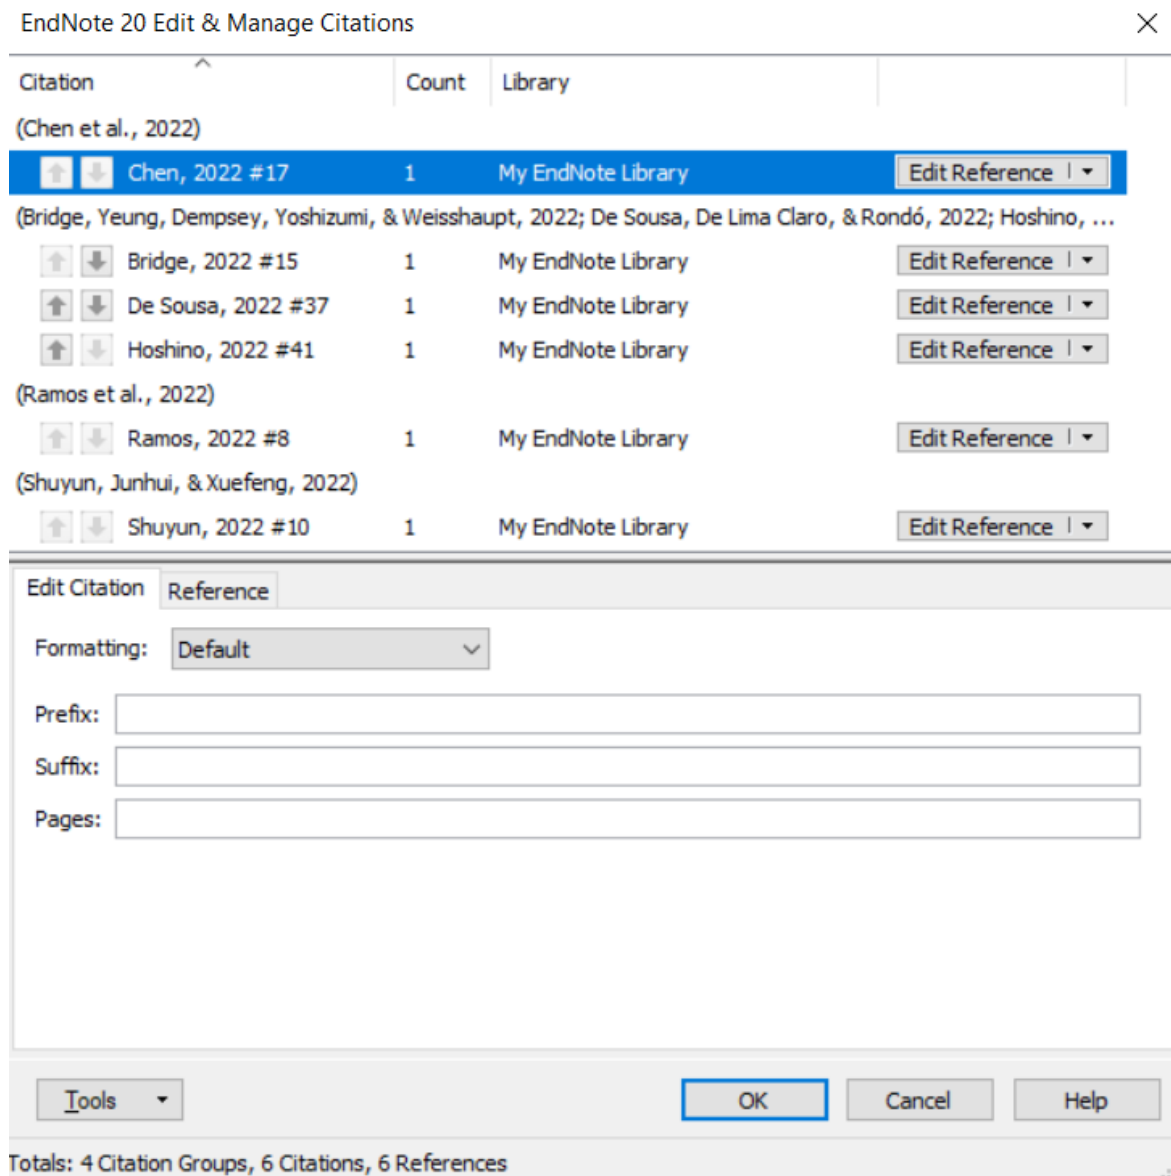 EndNote 20 Edit & Manage Citations
Citation Count Library
(Chen et al., 2022)
Chen, 2022 #17 1 My EndNote Library Edit Reference
(Bridge, Yeung, Dempsey, Yoshizumi, & Weisshaupt, 2022; De Sousa, De Lima Claro, & Rondó, 2022; Hoshino, ...
Bridge, 2022 #15 1 My EndNote Library Edit Reference
De Sousa, 2022 #37 1 My EndNote Library Edit Reference
Hoshino, 2022 #41 1 My EndNote Library Edit Reference
(Ramos et al., 2022)
Ramos, 2022 #8 1 My EndNote Library Edit Reference
(Shuyun, Junhui, & Xuefeng, 2022)
Shuyun, 2022 #10 1 My EndNote Library Edit Reference
Edit Citation Reference
Formatting: Default
Prefix:
Suffix:
Pages:
Tools OK Cancel Help
Totals: 4 Citation Groups, 6 Citations, 6 References